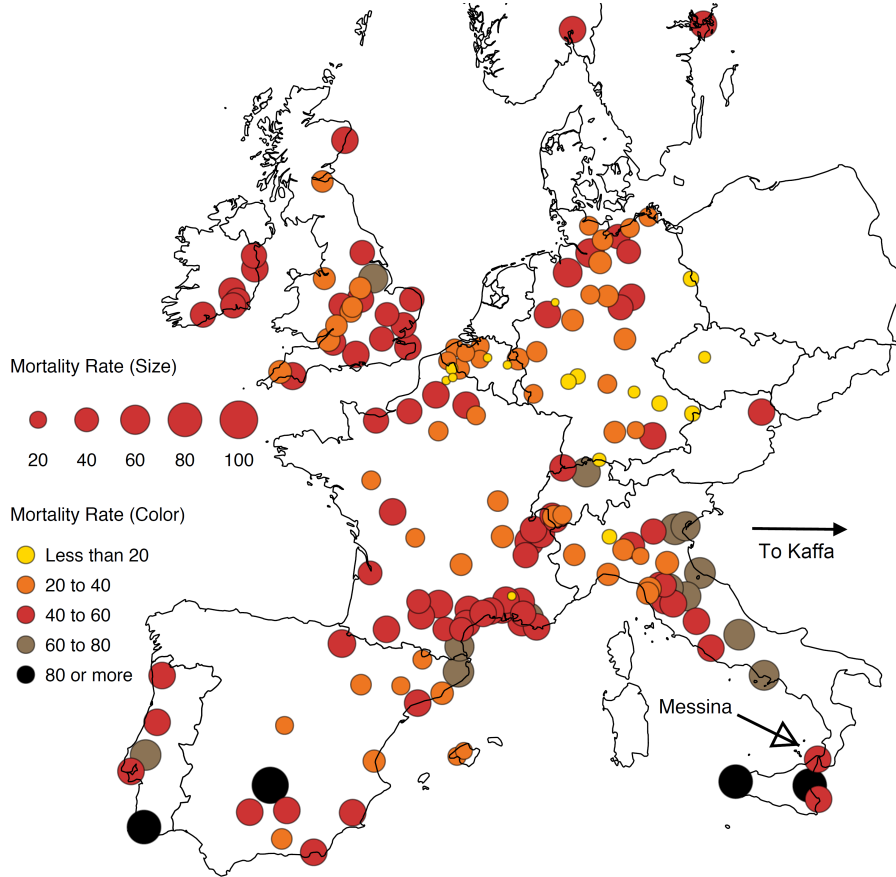 Mortality Rate (Size)
20 40 60 80 100
Mortality Rate (Color)
Less than 20
20 to 40
40 to 60
60 to 80
80 or more
To Kaffa
Messina